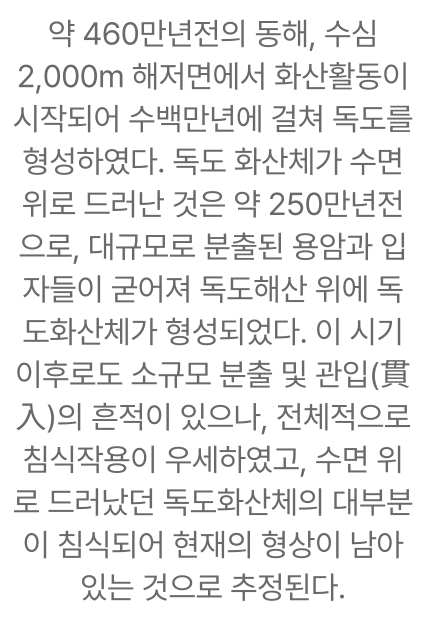 약 460만년전의 동해, 수심
2,000m 해저면에서 화산활동이
시작되어 수백만년에 걸쳐 독도를
형성하였다. 독도 화산체가 수면
위로 드러난 것은 약 250만년전
으로, 대규모로 분출된 용암과 입
자들이 굳어져 독도해산 위에 독
도화산체가 형성되었다. 이 시기
이후로도 소규모 분출 및 관입(貫
入)의 흔적이 있으나, 전체적으로
침식작용이 우세하였고, 수면 위
로 드러났던 독도화산체의 대부분
이 침식되어 현재의 형상이 남아
있는 것으로 추정된다.